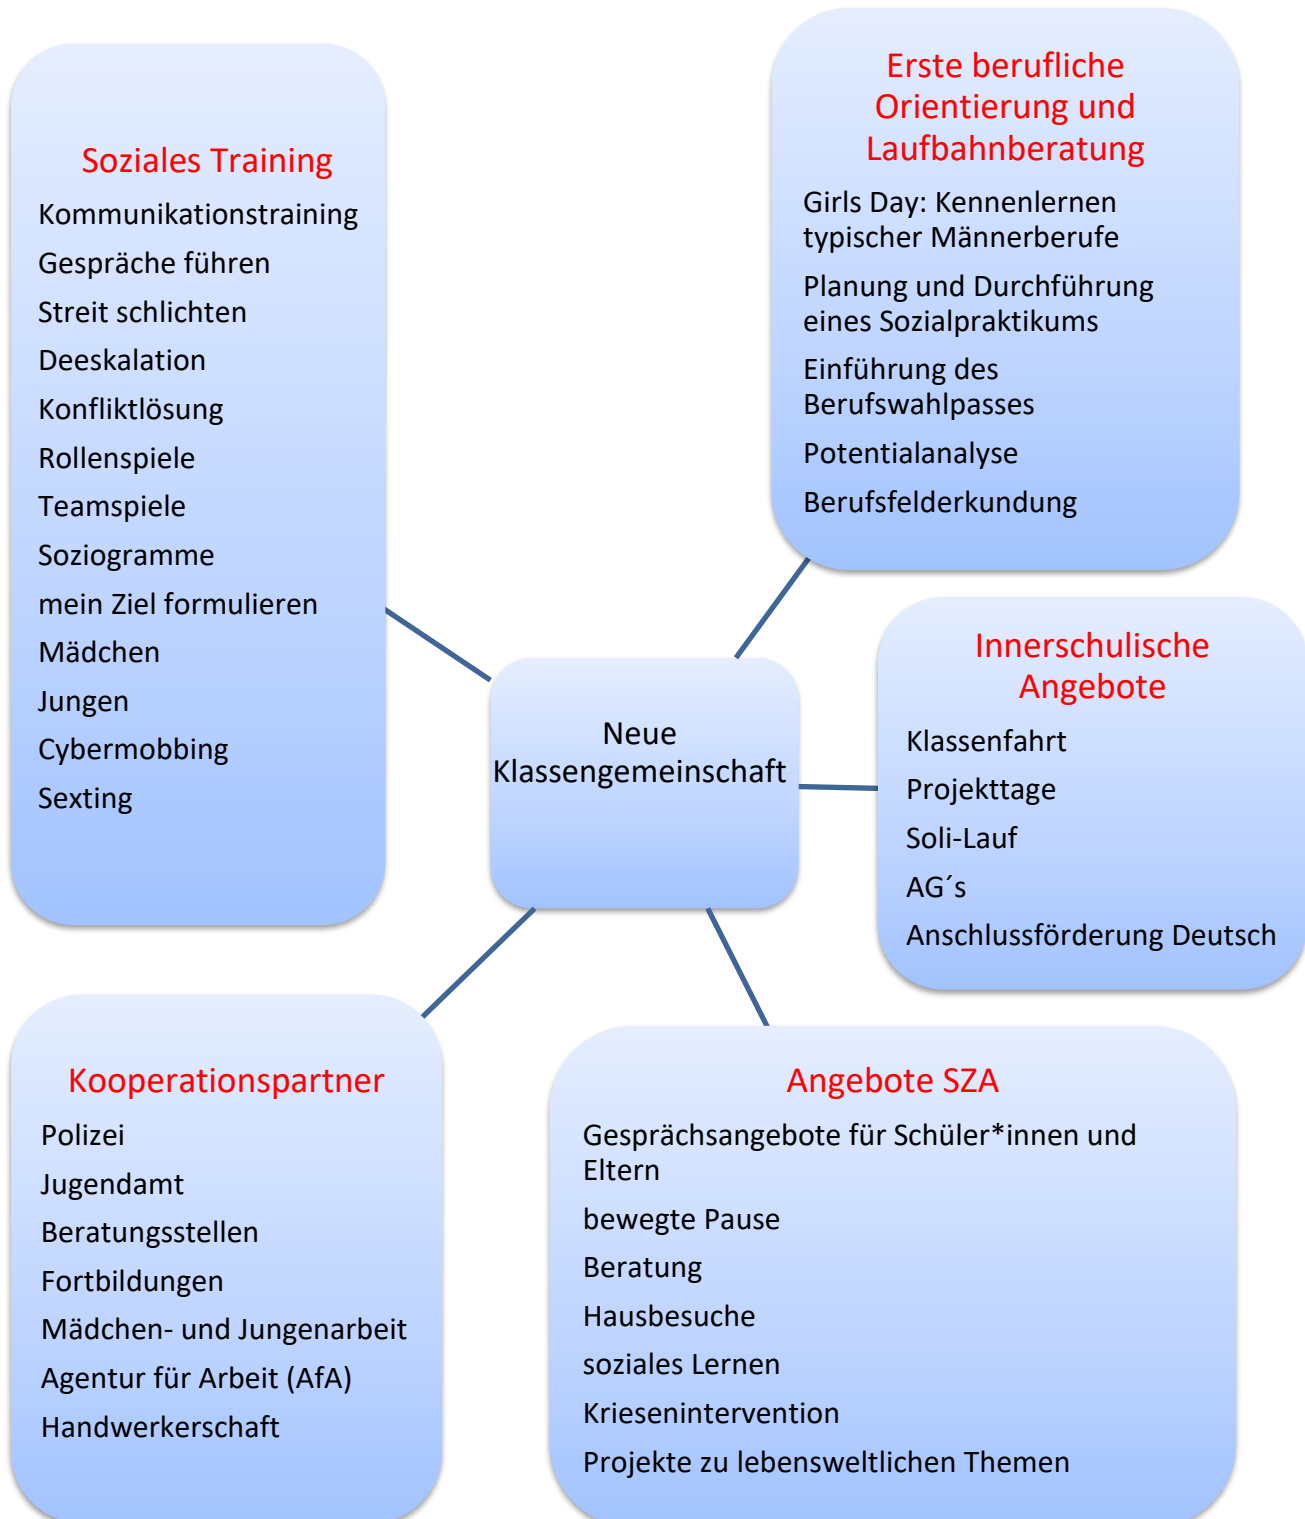 Soziales Training
Kommunikationstraining
Gespräche führen
Streit schlichten
Deeskalation
Konfliktlösung
Rollenspiele
Teamspiele
Soziogramme
mein Ziel formulieren
Mädchen
Jungen
Cybermobbing
Sexting
Erste berufliche
Orientierung und
Laufbahnberatung
Girls Day: Kennenlernen
typischer Männerberufe
Planung und Durchführung
eines Sozialpraktikums
Einführung des
Berufswahlpasses
Potentialanalyse
Berufsfelderkundung
Neue
Klassengemeinschaft
Innerschulische
Angebote
Klassenfahrt
Projekttage
Soli-Lauf
AG´s
Anschlussförderung Deutsch
Kooperationspartner
Polizei
Jugendamt
Beratungsstellen
Fortbildungen
Mädchen- und Jungenarbeit
Agentur für Arbeit (AfA)
Handwerkerschaft
Angebote SZA
Gesprächsangebote für Schüler*innen und
Eltern
bewegte Pause
Beratung
Hausbesuche
soziales Lernen
Kriesenintervention
Projekte zu lebensweltlichen Themen